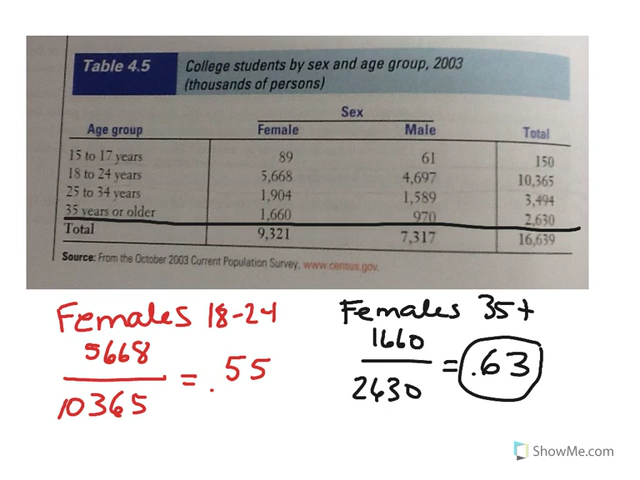 Table 4.5 College students by sex and age group, 2003
(thousands of persons)
Sex
Age group Female Male Total
15 to 17 years 89 61 150
18 to 24 years 5,668 4,697 10,365
25 to 34 years 1,904 1,589 3,494
35 years or older 1,660 970 2,630
Total 9,321 7,317 16,639
Source: From the October 2003 Current Population Survey, www.census.gov.
Females 18-24
5668
10365
= .55
Females 35+
1660
2630
= .63
ShowMe.com